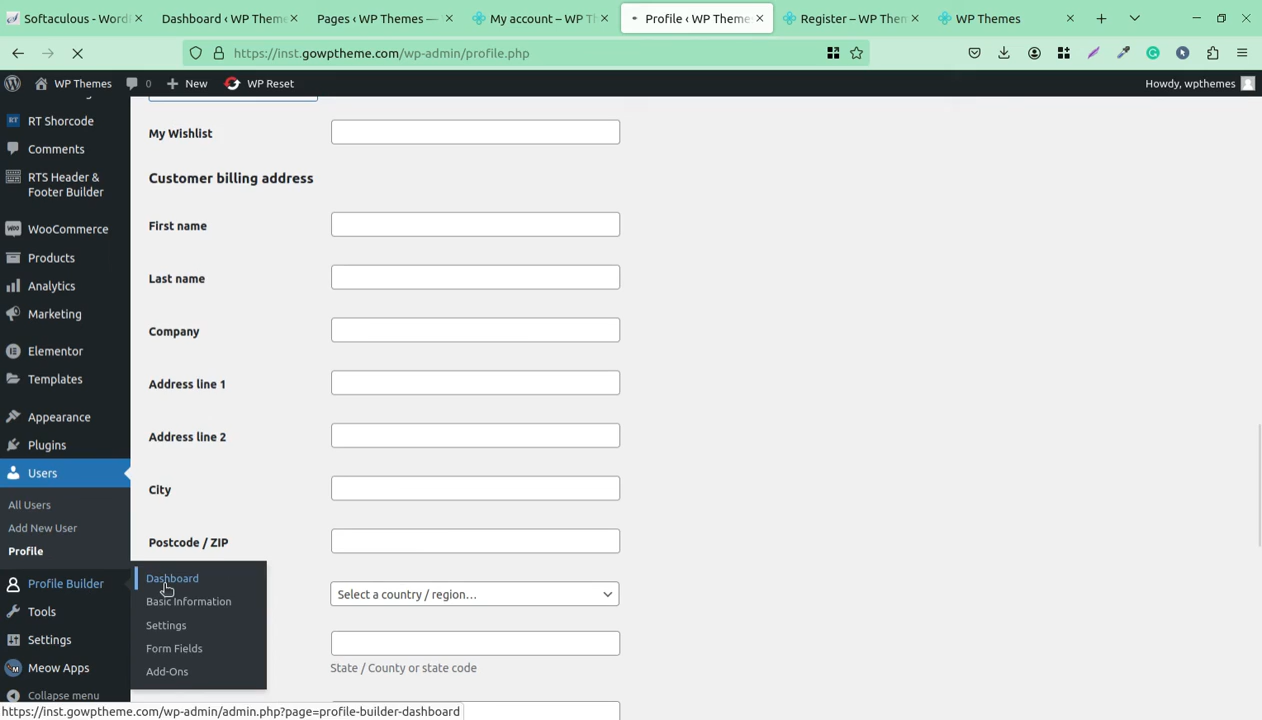 Softaculous - Word
Dashboard ‹ WP Theme
Pages ‹ WP Themes —
My account – WP T
Profile ‹ WP Theme
Register – WP Them
WP Themes
https://inst.gowptheme.com/wp-admin/profile.php
WP Themes
0
New
WP Reset
Howdy, wpthemes
RT Shorcode
Comments
RTS Header &
Footer Builder
WooCommerce
Products
Analytics
Marketing
Elementor
Templates
Appearance
Plugins
Users
All Users
Add New User
Profile
Profile Builder
Tools
Settings
Meow Apps
Collapse menu
Dashboard
Basic Information
Settings
Form Fields
Add-Ons
My Wishlist
Customer billing address
First name
Last name
Company
Address line 1
Address line 2
City
Postcode / ZIP
Select a country / region…
State / County or state code
https://inst.gowptheme.com/wp-admin/admin.php?page=profile-builder-dashboard